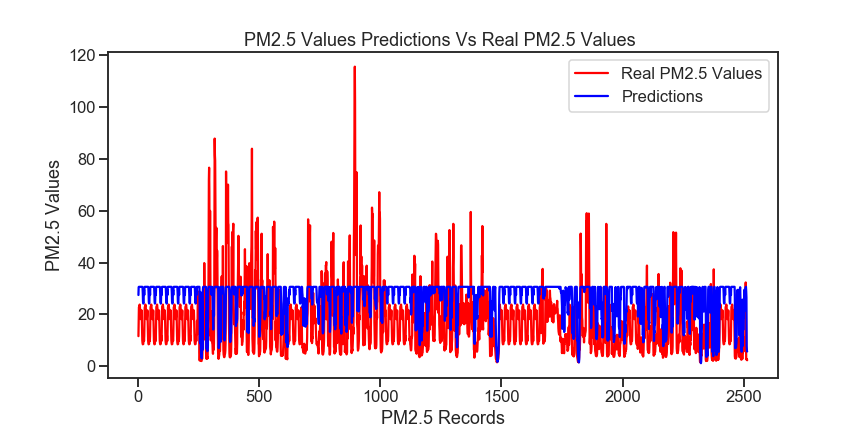 PM2.5 Values Predictions Vs Real PM2.5 Values
Real PM2.5 Values
Predictions
PM2.5 Values
120
100
80
60
40
20
0
0 500 1000 1500 2000 2500
PM2.5 Records